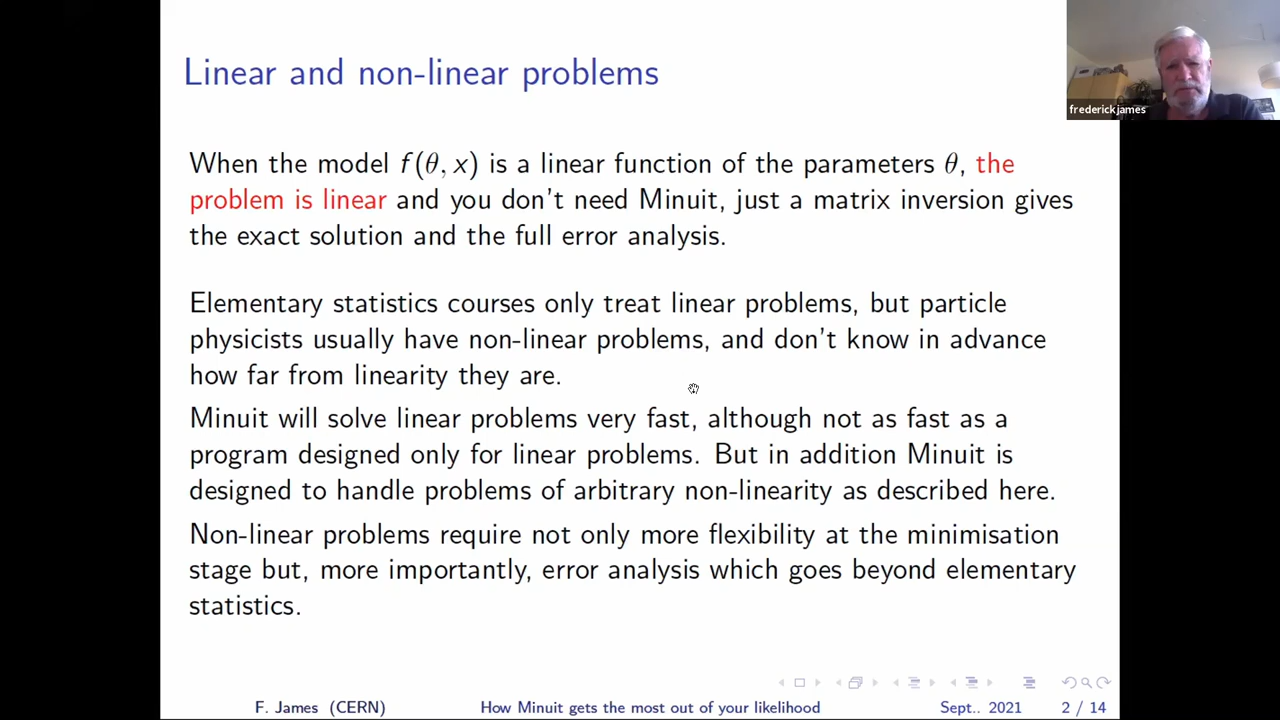 Linear and non-linear problems
frederick james
When the model f(θ, x) is a linear function of the parameters θ, the
problem is linear and you don't need Minuit, just a matrix inversion gives
the exact solution and the full error analysis.
Elementary statistics courses only treat linear problems, but particle
physicists usually have non-linear problems, and don't know in advance
how far from linearity they are.
Minuit will solve linear problems very fast, although not as fast as a
program designed only for linear problems. But in addition Minuit is
designed to handle problems of arbitrary non-linearity as described here.
Non-linear problems require not only more flexibility at the minimisation
stage but, more importantly, error analysis which goes beyond elementary
statistics.
F. James (CERN) How Minuit gets the most out of your likelihood Sept.. 2021 2 / 14